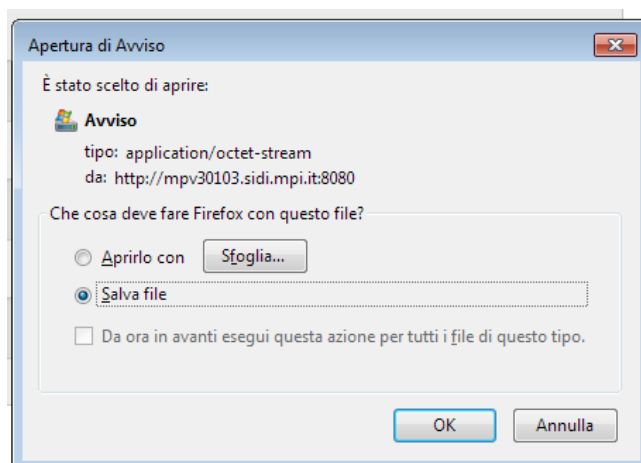 Apertura di Avviso
È stato scelto di aprire:
Avviso
tipo: application/octet-stream
da: http://mpv30103.sidi.mpi.it:8080
Che cosa deve fare Firefox con questo file?
Aprirlo con Sfoglia...
Salva file
Da ora in avanti esegui questa azione per tutti i file di questo tipo.
OK Annulla